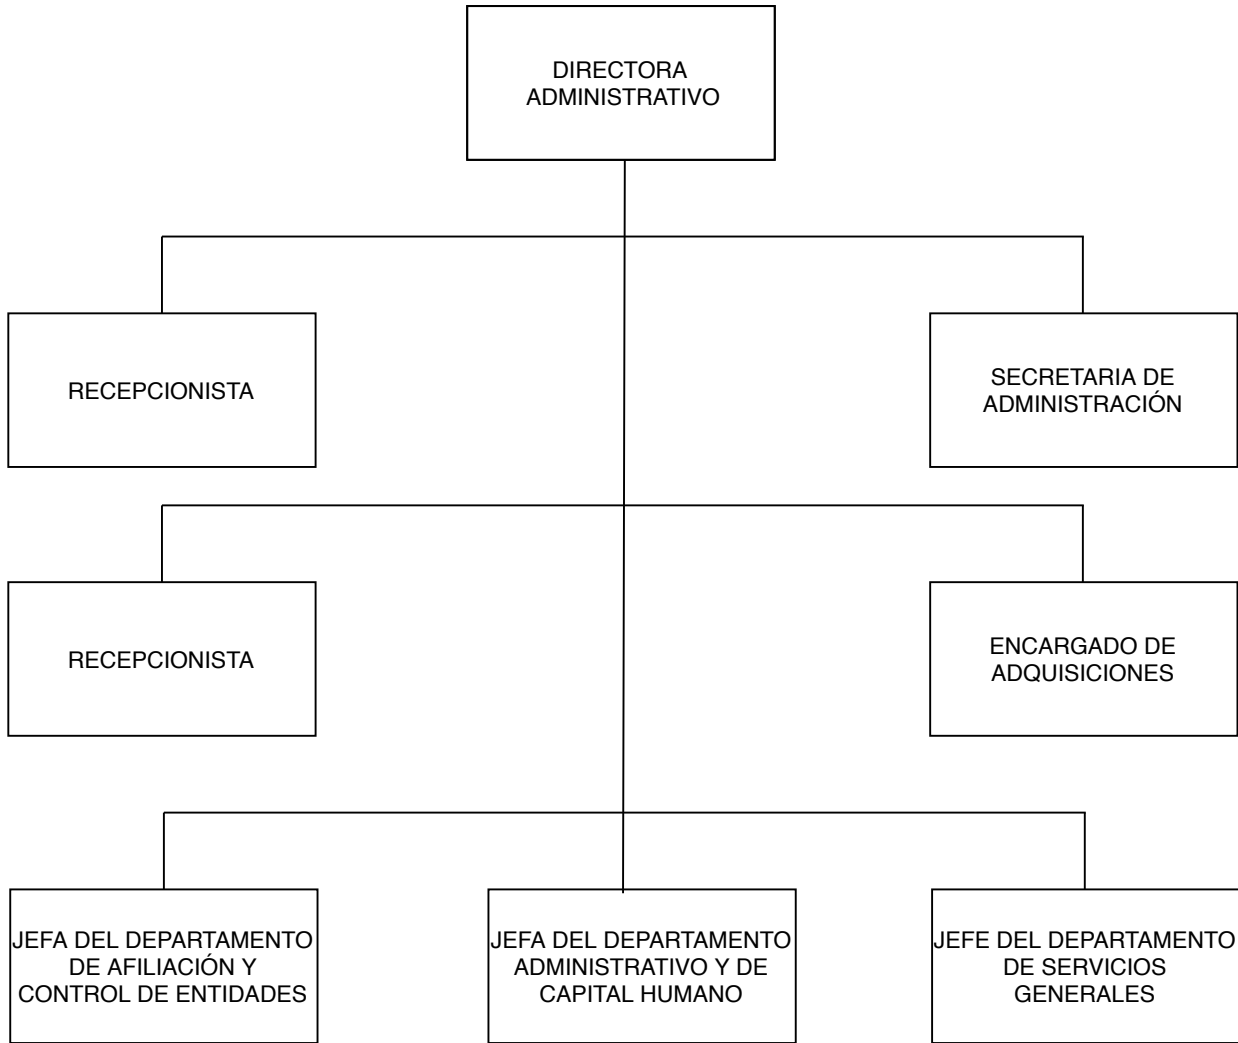 DIRECTORA
ADMINISTRATIVO
RECEPCIONISTA
SECRETARIA DE
ADMINISTRACIÓN
RECEPCIONISTA
ENCARGADO DE
ADQUISICIONES
JEFA DEL DEPARTAMENTO
DE AFILIACIÓN Y
CONTROL DE ENTIDADES
JEFA DEL DEPARTAMENTO
ADMINISTRATIVO Y DE
CAPITAL HUMANO
JEFE DEL DEPARTAMENTO
DE SERVICIOS
GENERALES